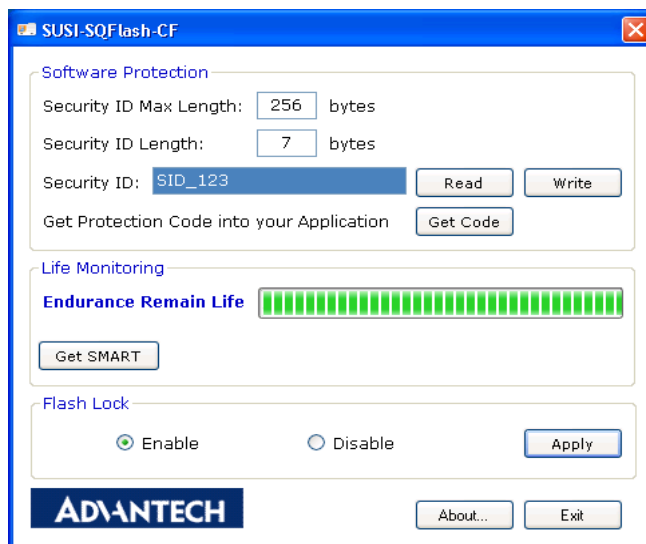 SUSI-SQFlash-CF
Software Protection
Security ID Max Length: 256 bytes
Security ID Length: 7 bytes
Security ID: SID_123 Read Write
Get Protection Code into your Application Get Code
Life Monitoring
Endurance Remain Life
Get SMART
Flash Lock
Enable Disable Apply
ADVANTECH About... Exit